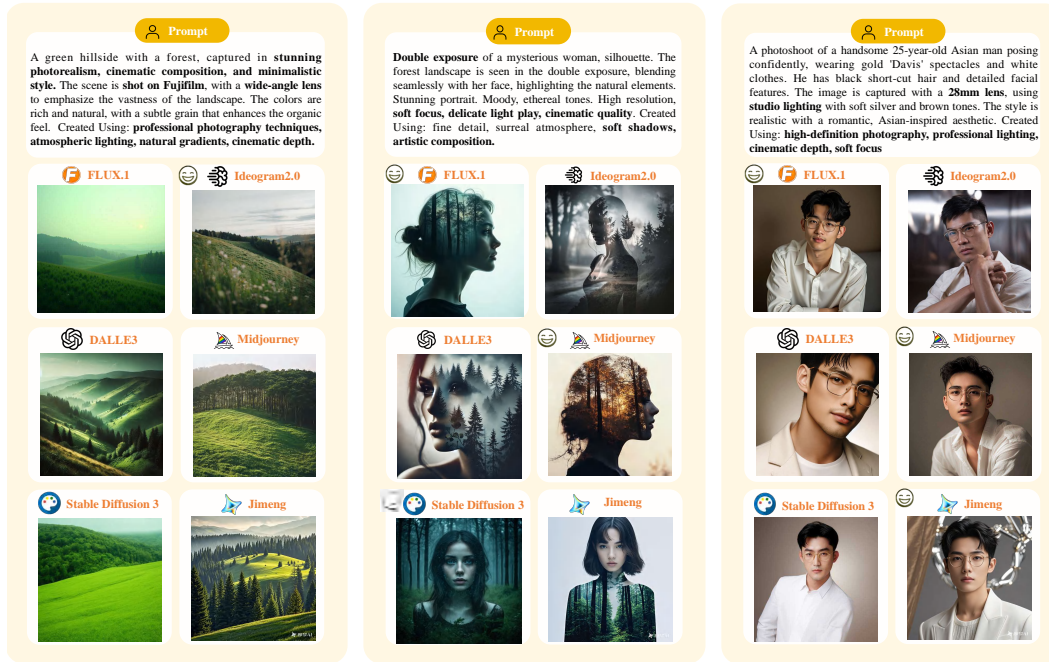 Prompt
A green hillside with a forest, captured in stunning
photorealism, cinematic composition, and minimalistic
style. The scene is shot on Fujifilm, with a wide-angle lens
to emphasize the vastness of the landscape. The colors are
rich and natural, with a subtle grain that enhances the organic
feel. Created Using: professional photography techniques,
atmospheric lighting, natural gradients, cinematic depth.
FLUX.1
Ideogram2.0
DALLE3
Midjourney
Stable Diffusion 3
Jimeng
Prompt
Double exposure of a mysterious woman, silhouette. The
forest landscape is seen in the double exposure, blending
seamlessly with her face, highlighting the natural elements.
Stunning portrait. Moody, ethereal tones. High resolution,
soft focus, delicate light play, cinematic quality. Created
Using: fine detail, surreal atmosphere, soft shadows,
artistic composition.
FLUX.1
Ideogram2.0
DALLE3
Midjourney
Stable Diffusion 3
Jimeng
Prompt
A photoshoot of a handsome 25-year-old Asian man posing
confidently, wearing gold 'Davis' spectacles and white
clothes. He has black short-cut hair and detailed facial
features. The image is captured with a 28mm lens, using
studio lighting with soft silver and brown tones. The style is
realistic with a romantic, Asian-inspired aesthetic. Created
Using: high-definition photography, professional lighting,
cinematic depth, soft focus
FLUX.1
Ideogram2.0
DALLE3
Midjourney
Stable Diffusion 3
Jimeng